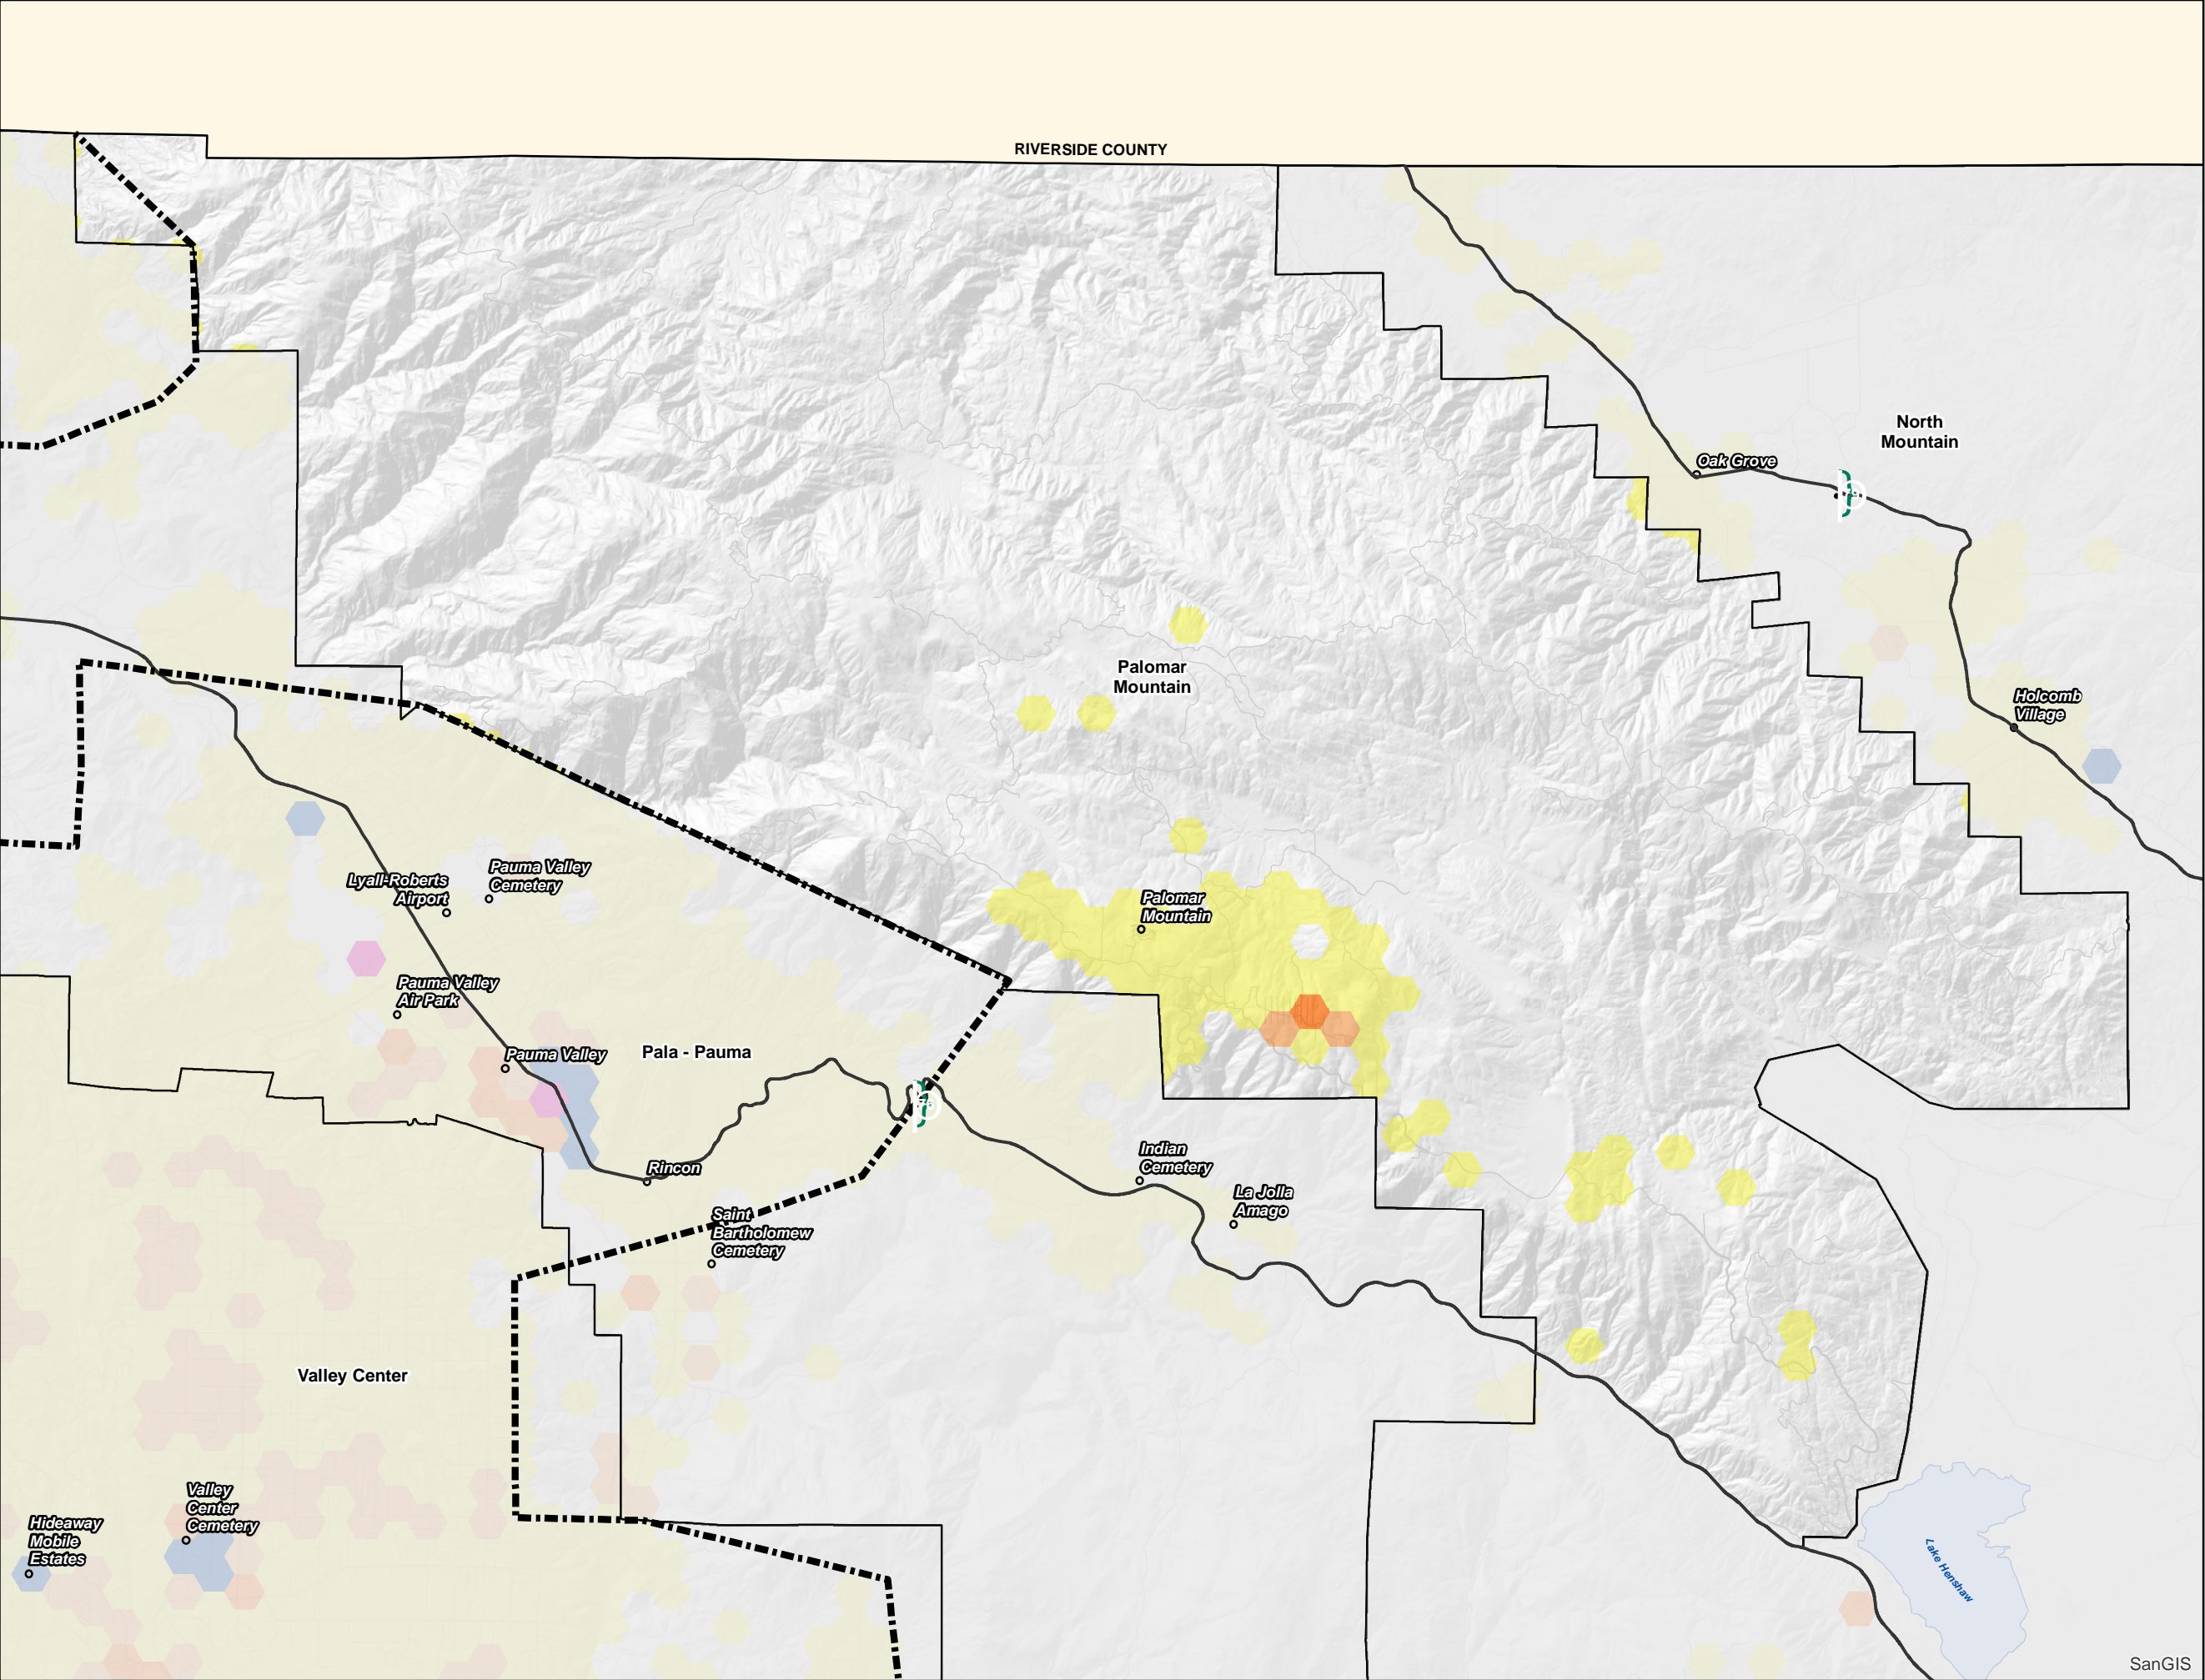 RIVERSIDE COUNTY
North
Mountain
Oak Grove
Palomar
Mountain
Holcomb
Village
Pauma Valley
Cemetery
Lyall-Roberts
Airport
Palomar
Mountain
Pauma Valley
Air Park
Pauma Valley
Pala - Pauma
Rincon
Indian
Cemetery
La Jolla
Amago
Saint
Bartholomew
Cemetery
Valley Center
Valley
Center
Cemetery
Hideaway
Mobile
Estates
Lake Henshaw
SanGIS